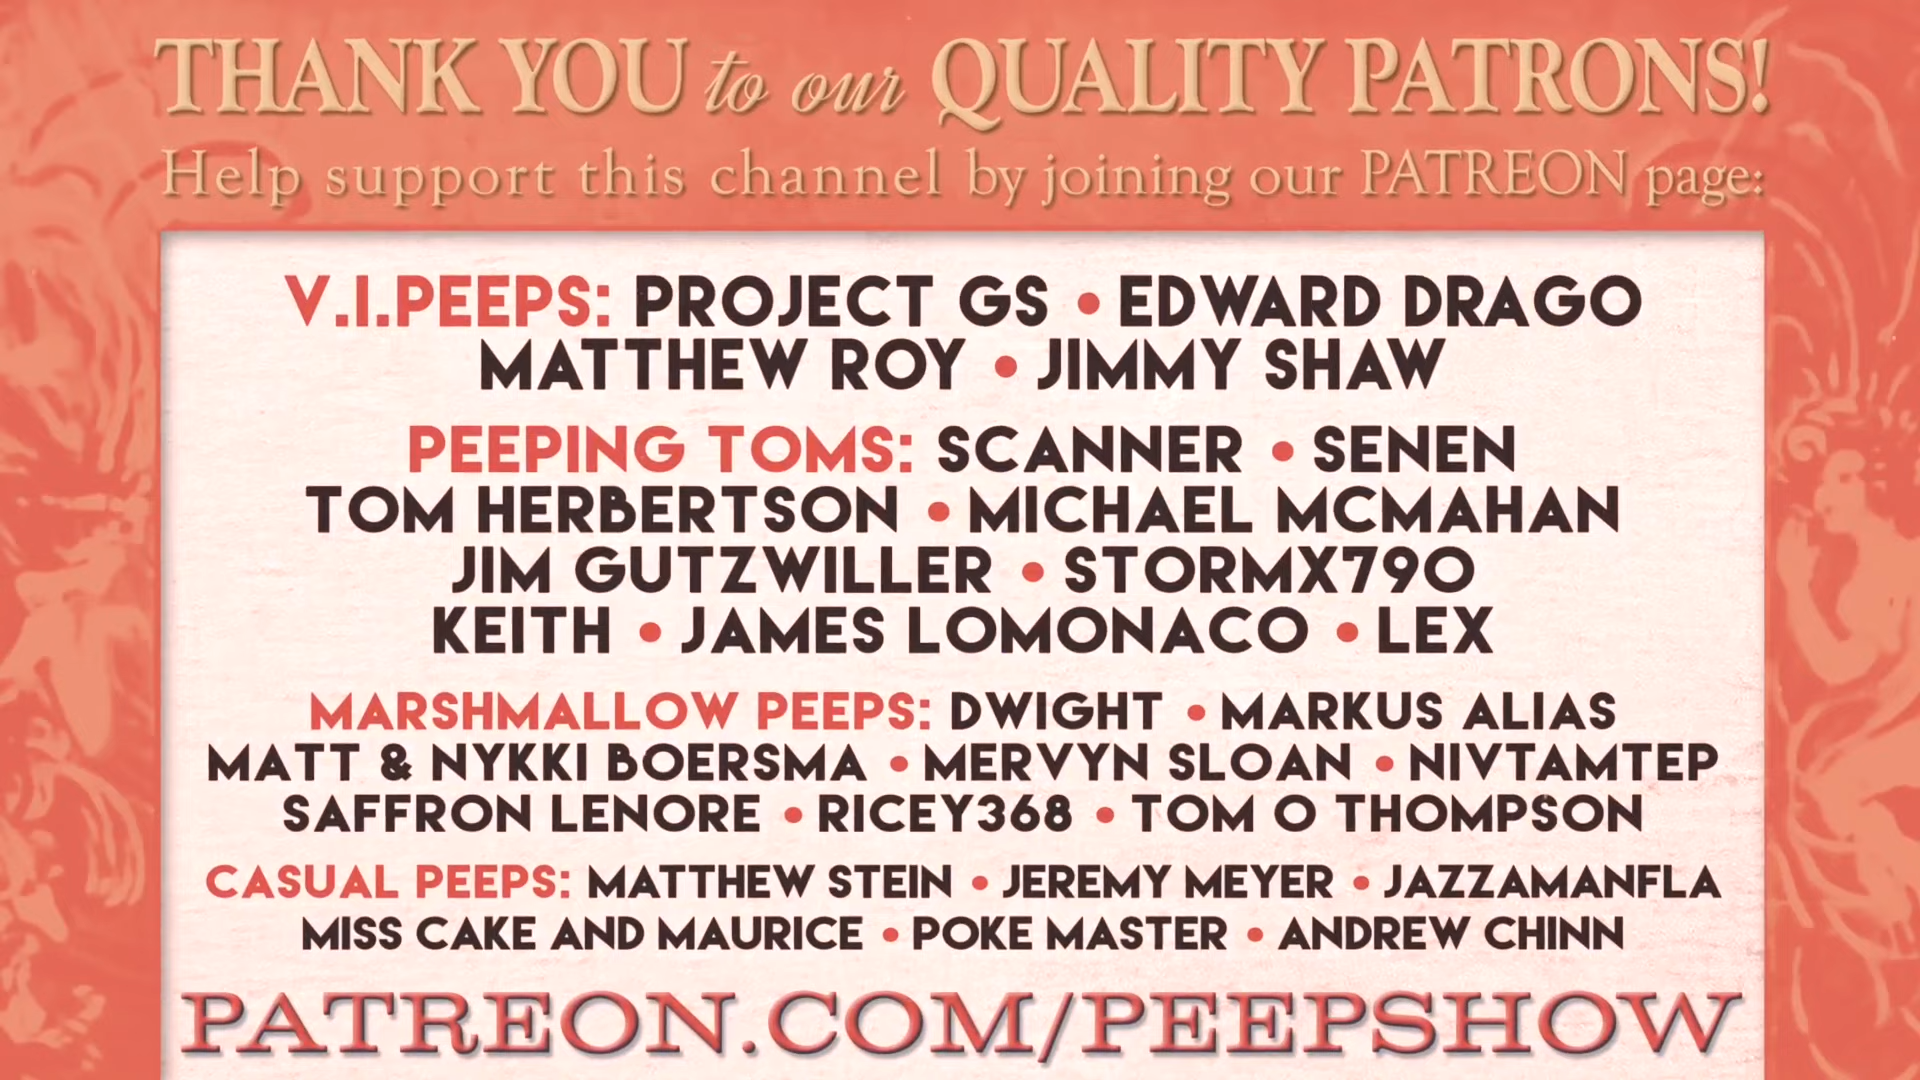 THANK YOU to our QUALITY PATRONS!
Help support this channel by joining our PATREON page:
V.I.PEEPS: PROJECT GS • EDWARD DRAGO
MATTHEW ROY • JIMMY SHAW
PEEPING TOMS: SCANNER • SENEN
TOM HERBERTSON • MICHAEL MCMAHAN
JIM GUTZWILLER • STORMX790
KEITH • JAMES LOMONACO • LEX
MARSHMALLOW PEEPS: DWIGHT • MARKUS ALIAS
MATT & NYKKI BOERSMA • MERVYN SLOAN • NIVTAMTEP
SAFFRON LENORE • RICEY368 • TOM O THOMPSON
CASUAL PEEPS: MATTHEW STEIN • JEREMY MEYER • JAZZAMANFLA
MISS CAKE AND MAURICE • POKE MASTER • ANDREW CHINN
PATREON.COM/PEEPSHOW